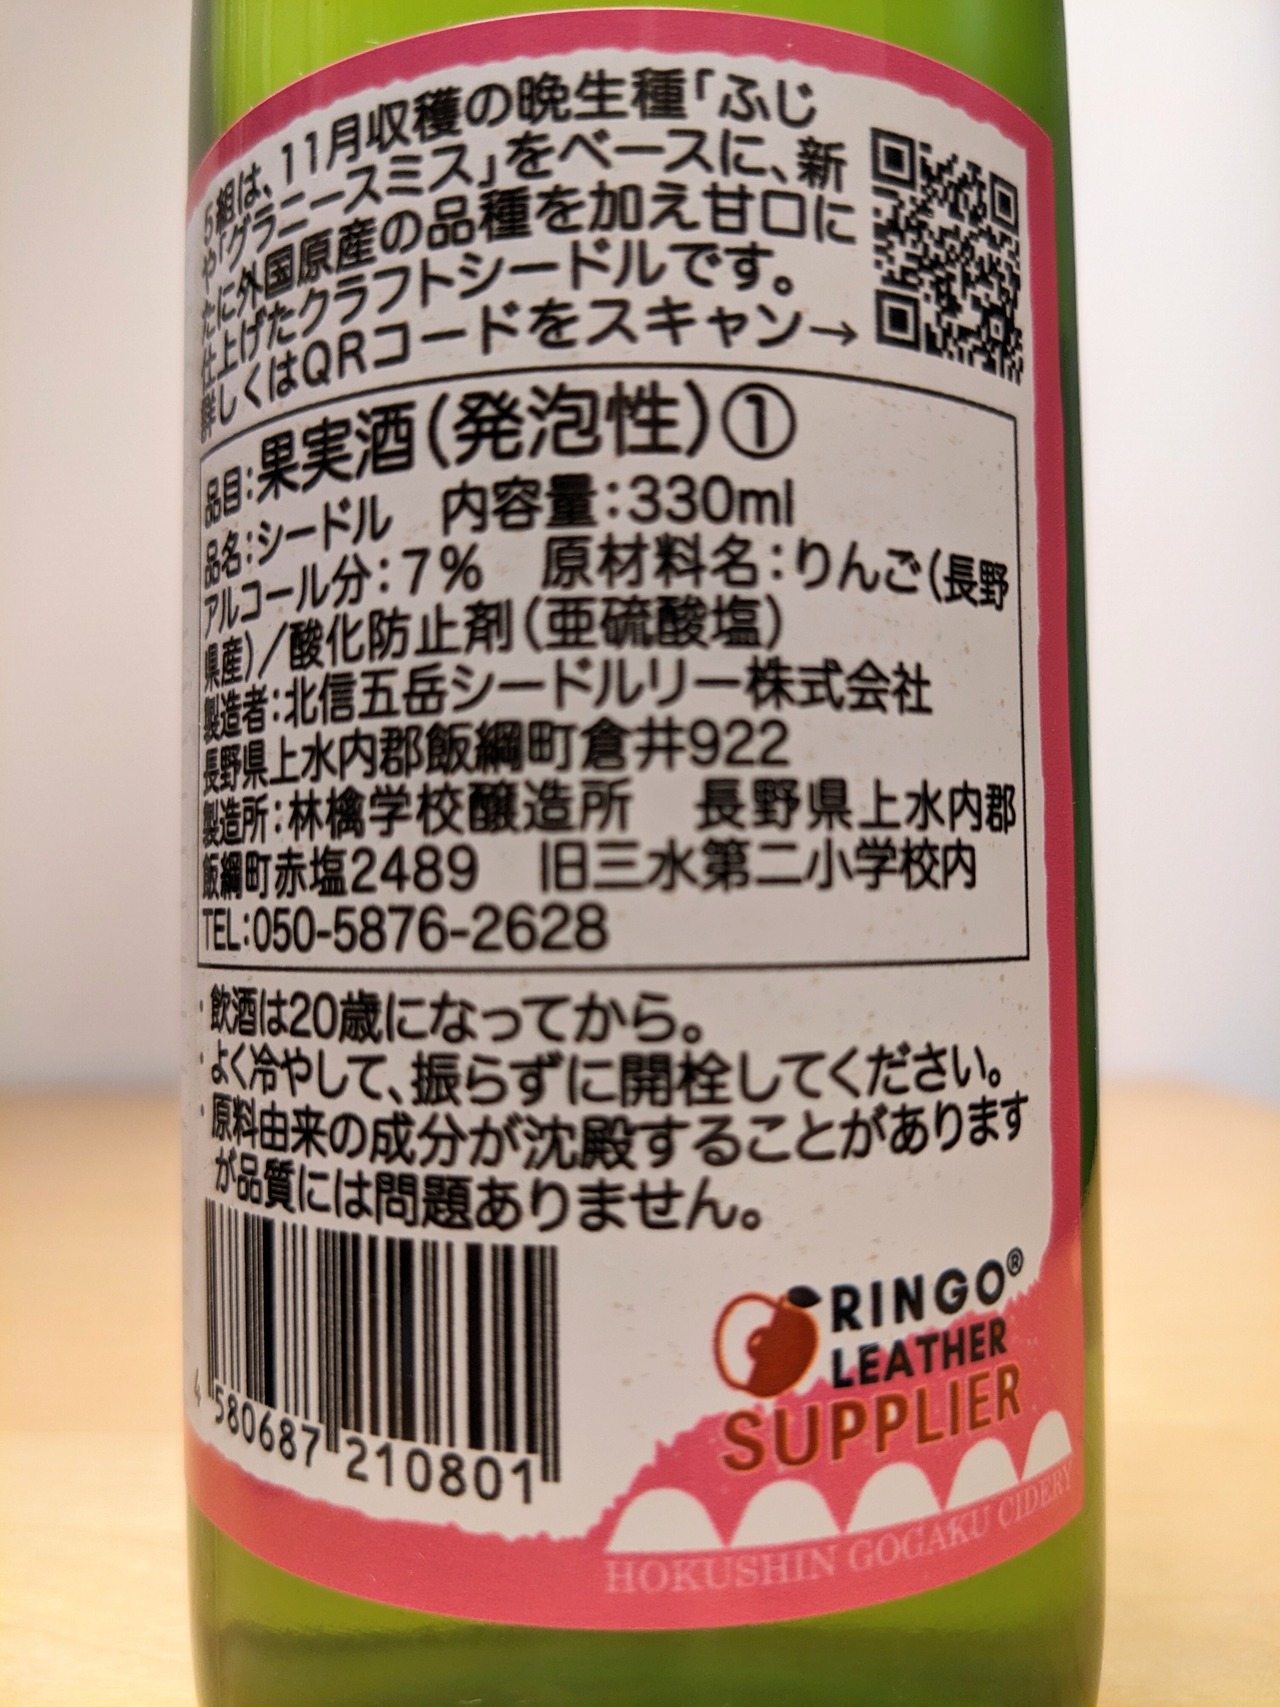 5組は、11月収穫の晩生種「ふじ
や「グラニースミス」をベースに、新
たに外国原産の品種を加え甘口に
仕上げたクラフトシードルです。
詳しくはQRコードをスキャン→
品目：果実酒（発泡性）①
品名：シードル　内容量：330ml
アルコール分：7％　原材料名：りんご（長野
県産）／酸化防止剤（亜硫酸塩）
製造者：北信五岳シードルリー株式会社
長野県上水内郡飯綱町倉井922
製造所：林檎学校醸造所　長野県上水内郡
飯綱町赤塩2489　旧三水第二小学校内
TEL：050-5876-2628
・飲酒は20歳になってから。
・よく冷やして、振らずに開栓してください。
・原料由来の成分が沈殿することがあります
が品質には問題ありません。
4 580687 210801
RINGO®
LEATHER
SUPPLIER
HOKUSHIN GOGAKU CIDERY